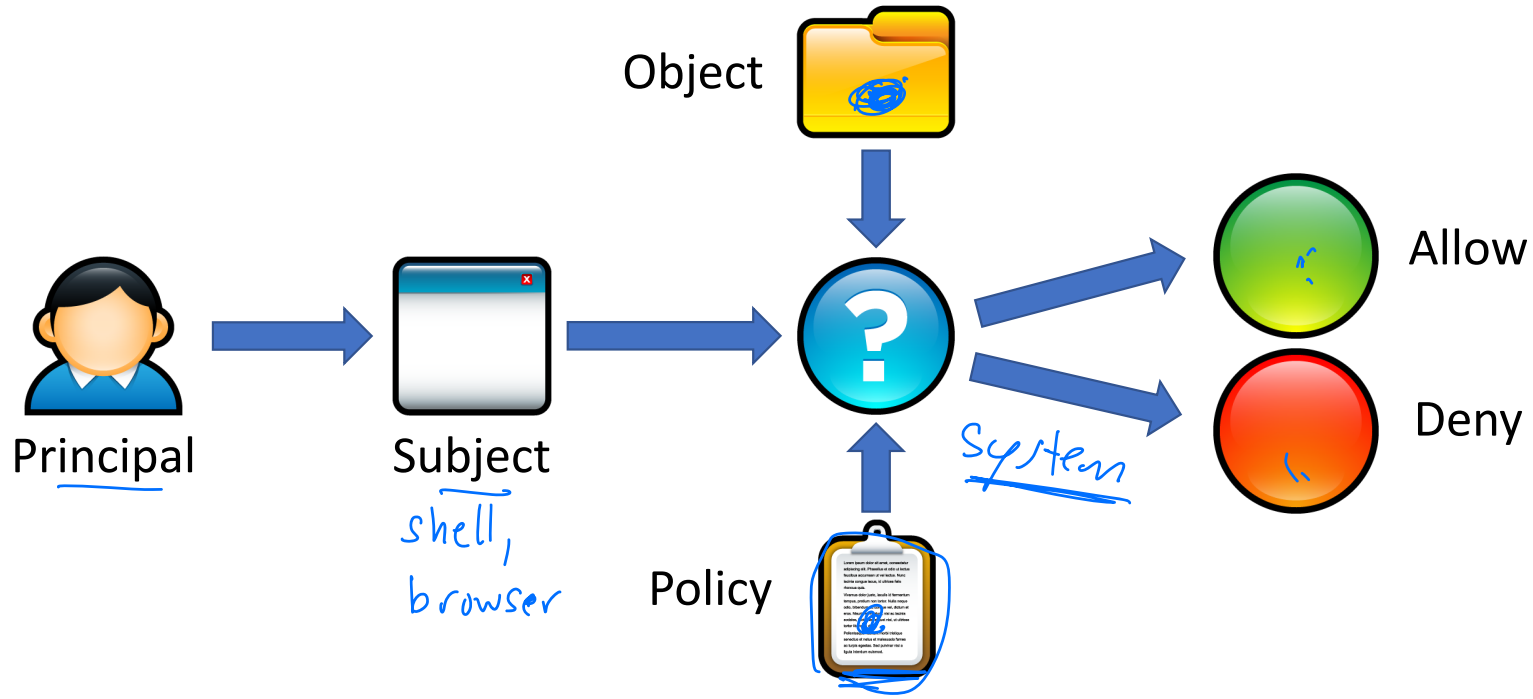 Object
Allow
Principal
Subject
shell,
browser
system
Deny
Policy